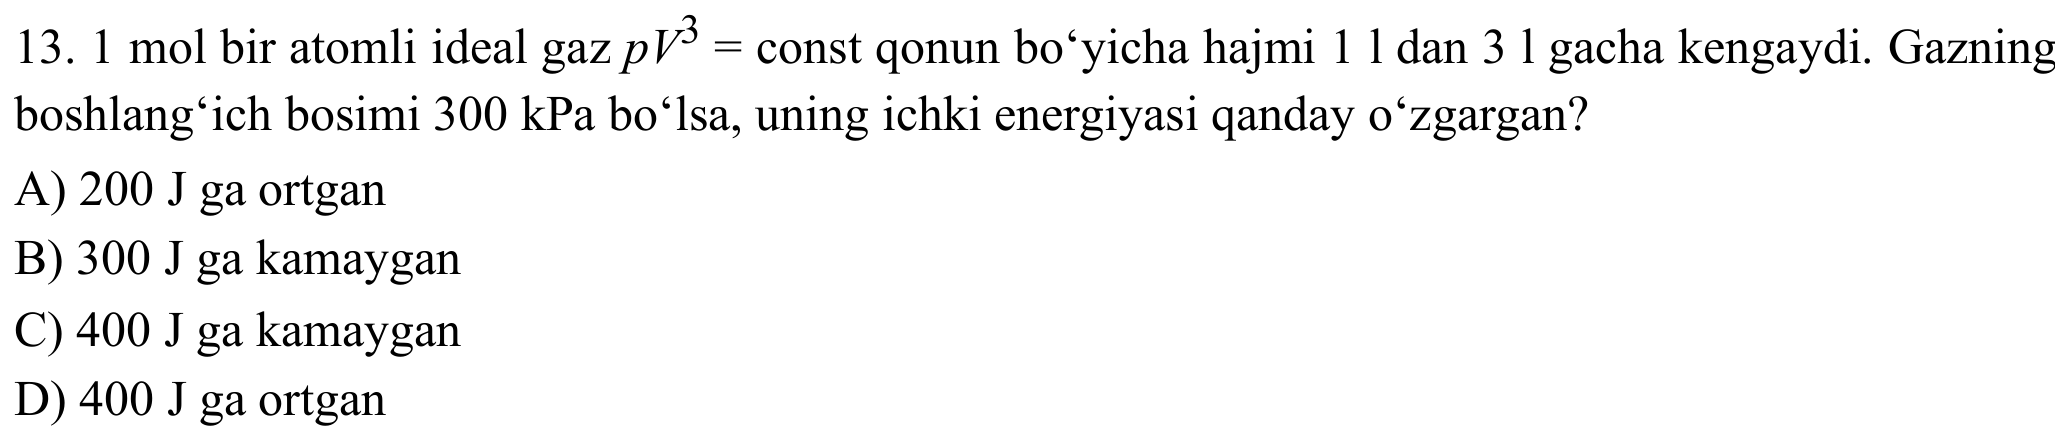 13. 1 mol bir atomli ideal gaz pV³ = const qonun bo‘yicha hajmi 1 l dan 3 l gacha kengaydi. Gazning
boshlang‘ich bosimi 300 kPa bo‘lsa, uning ichki energiyasi qanday o‘zgargan?
A) 200 J ga ortgan
B) 300 J ga kamaygan
C) 400 J ga kamaygan
D) 400 J ga ortgan